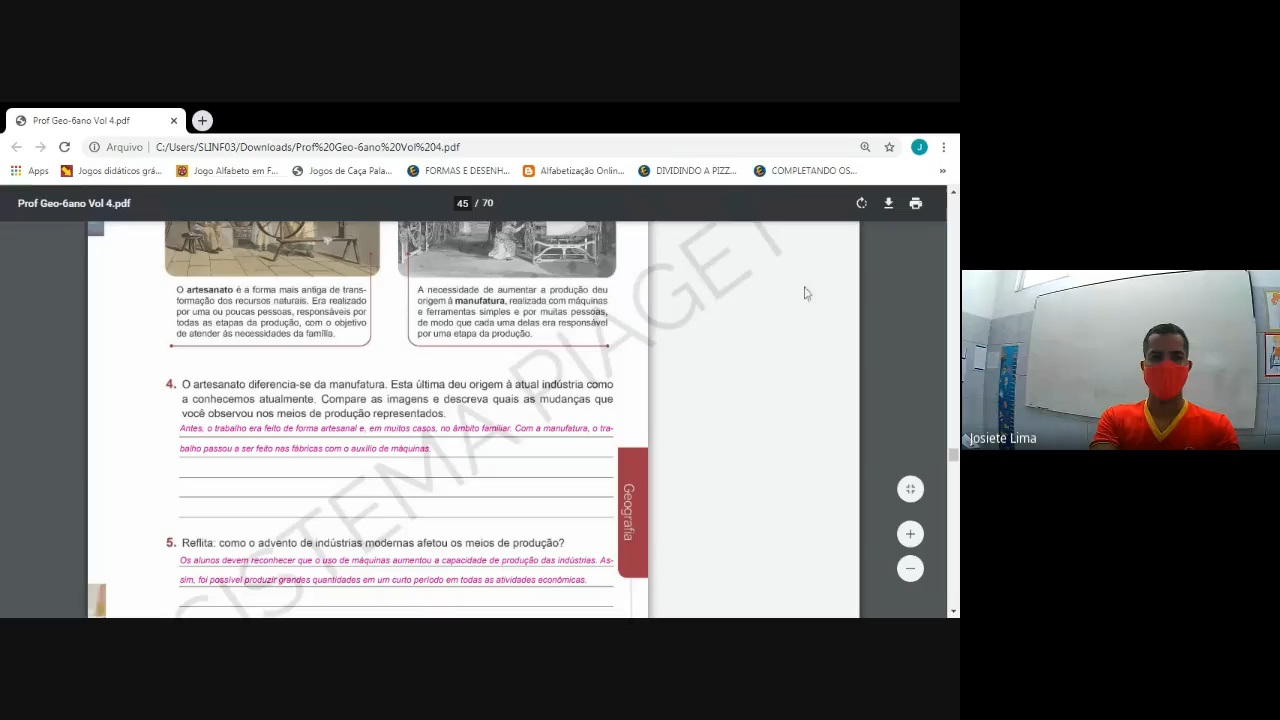 Prof Geo-6ano Vol 4.pdf
Arquivo
C:/Users/SLINF03/Downloads/Prof%20Geo-6ano%20Vol%204.pdf
J
Apps
Jogos didáticos grá...
Jogo Alfabeto em F...
Jogos de Caça Pala...
FORMAS E DESENH...
Alfabetização Onlin...
DIVIDINDO A PIZZ...
COMPLETANDO OS...
»
Prof Geo-6ano Vol 4.pdf
45 / 70
O artesanato é a forma mais antiga de trans-
formação dos recursos naturais. Era realizado
por uma ou poucas pessoas, responsáveis por
todas as etapas da produção, com o objetivo
de atender às necessidades da família.
A necessidade de aumentar a produção deu
origem à manufatura, realizada com máquinas
e ferramentas simples e por muitas pessoas,
de modo que cada uma delas era responsável
por uma etapa da produção.
4. O artesanato diferencia-se da manufatura. Esta última deu origem à atual indústria como
a conhecemos atualmente. Compare as imagens e descreva quais as mudanças que
você observou nos meios de produção representados.
Antes, o trabalho era feito de forma artesanal e, em muitos casos, no âmbito familiar. Com a manufatura, o tra-
balho passou a ser feito nas fábricas com o auxílio de máquinas.
5. Reflita: como o advento de indústrias modernas afetou os meios de produção?
Os alunos devem reconhecer que o uso de máquinas aumentou a capacidade de produção das indústrias. As-
sim, foi possível produzir grandes quantidades em um curto período em todas as atividades econômicas.
Geografia
SISTEMA PIAGET
Josiete Lima